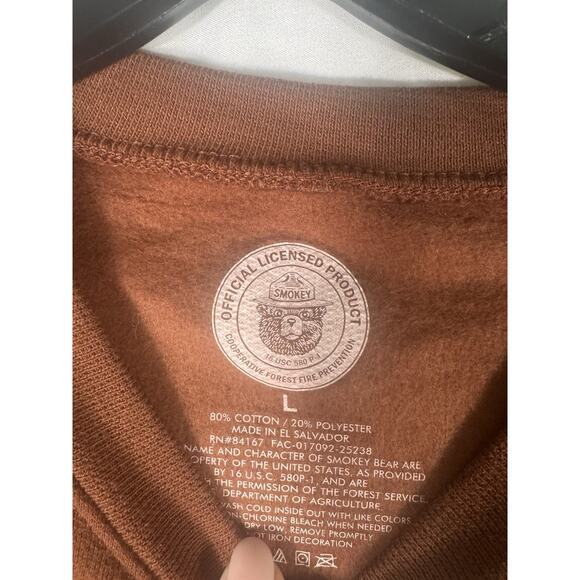 OFFICIAL LICENSED PRODUCT
SMOKEY
16 USC 580 P-1
COOPERATIVE FOREST FIRE PREVENTION
L
80% COTTON / 20% POLYESTER
MADE IN EL SALVADOR
RN#84167 FAC-017092-25238
NAME AND CHARACTER OF SMOKEY BEAR ARE
OPERTY OF THE UNITED STATES, AS PROVIDED
BY 16 U.S.C. 580P-1, AND ARE
H THE PERMISSION OF THE FOREST SERVICE,
DEPARTMENT OF AGRICULTURE.
WASH COLD INSIDE OUT WITH LIKE COLORS
ON-CHLORINE BLEACH WHEN NEEDED
DRY LOW, REMOVE PROMPTLY
OT IRON DECORATION.